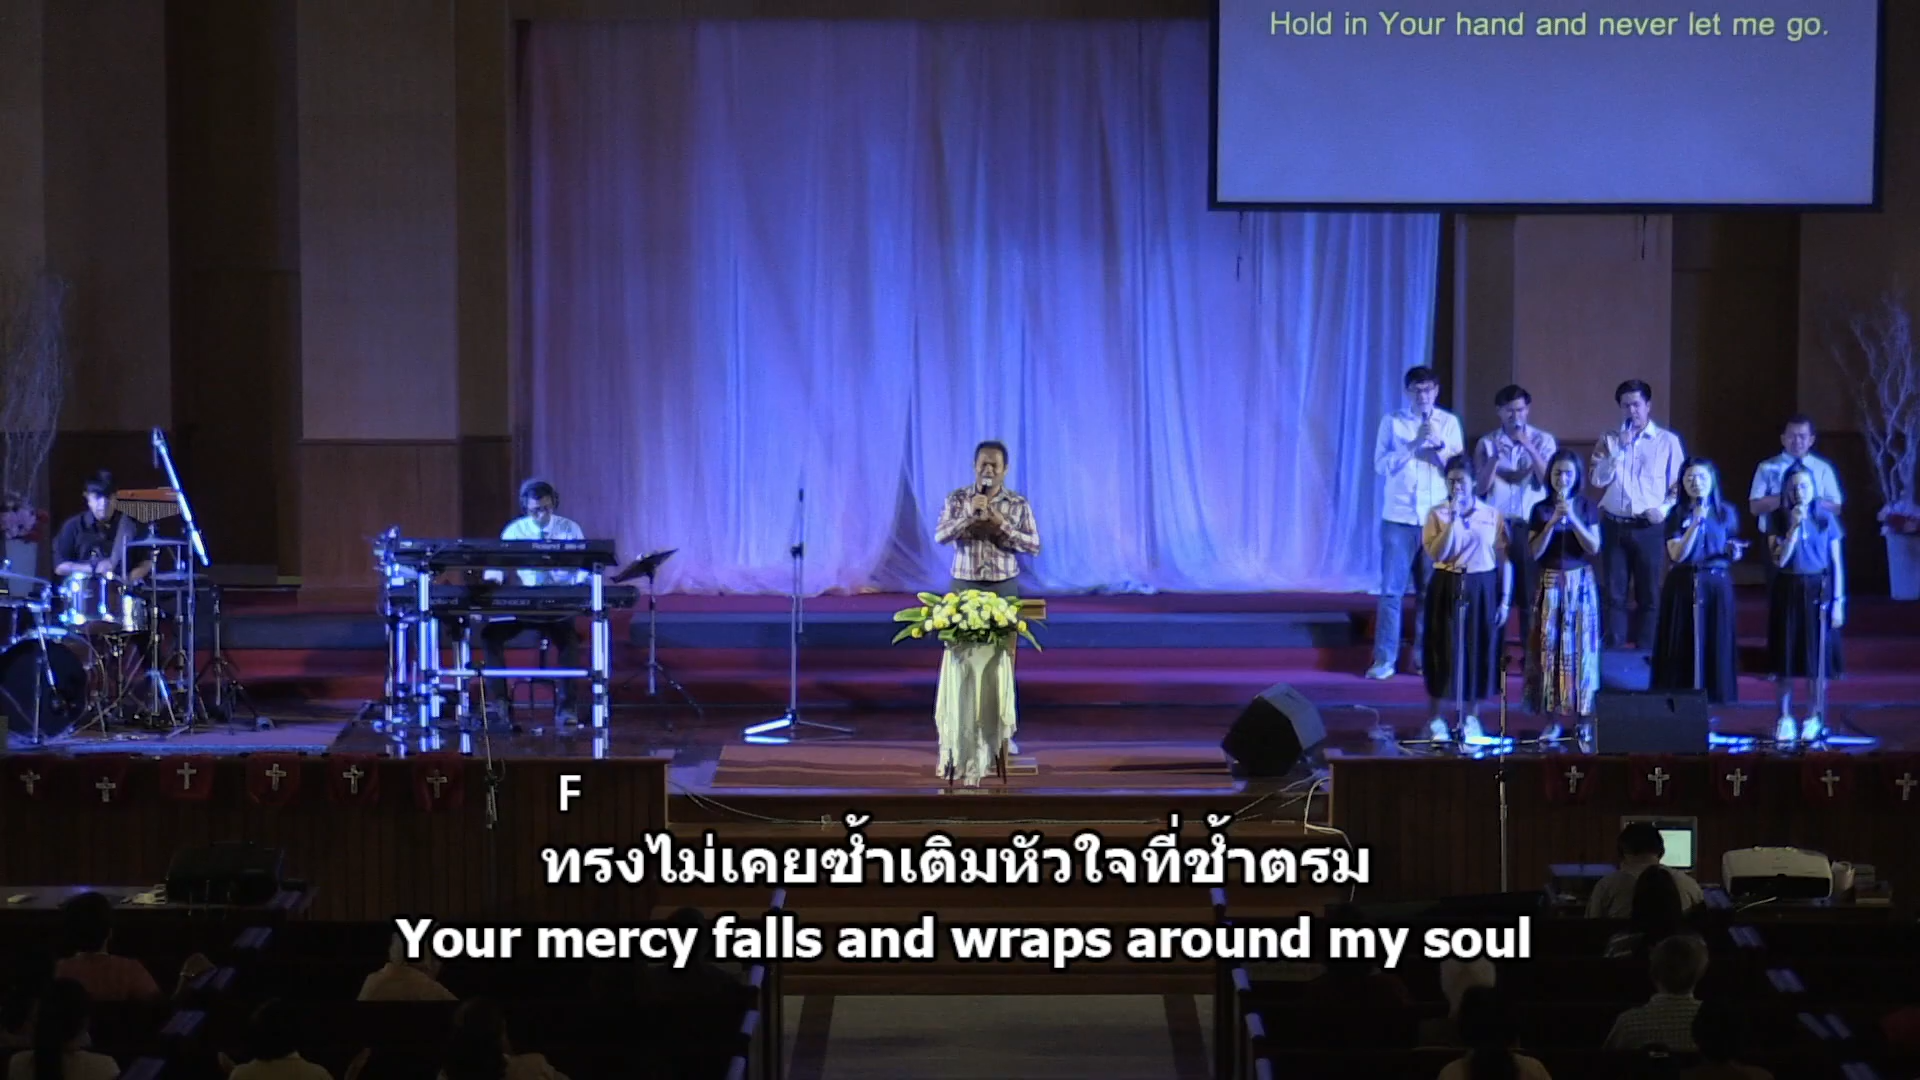 Hold in Your hand and never let me go.
Roland
F
ทรงไม่เคยซ้ำเติมหัวใจที่ช้ำตรม
Your mercy falls and wraps around my soul